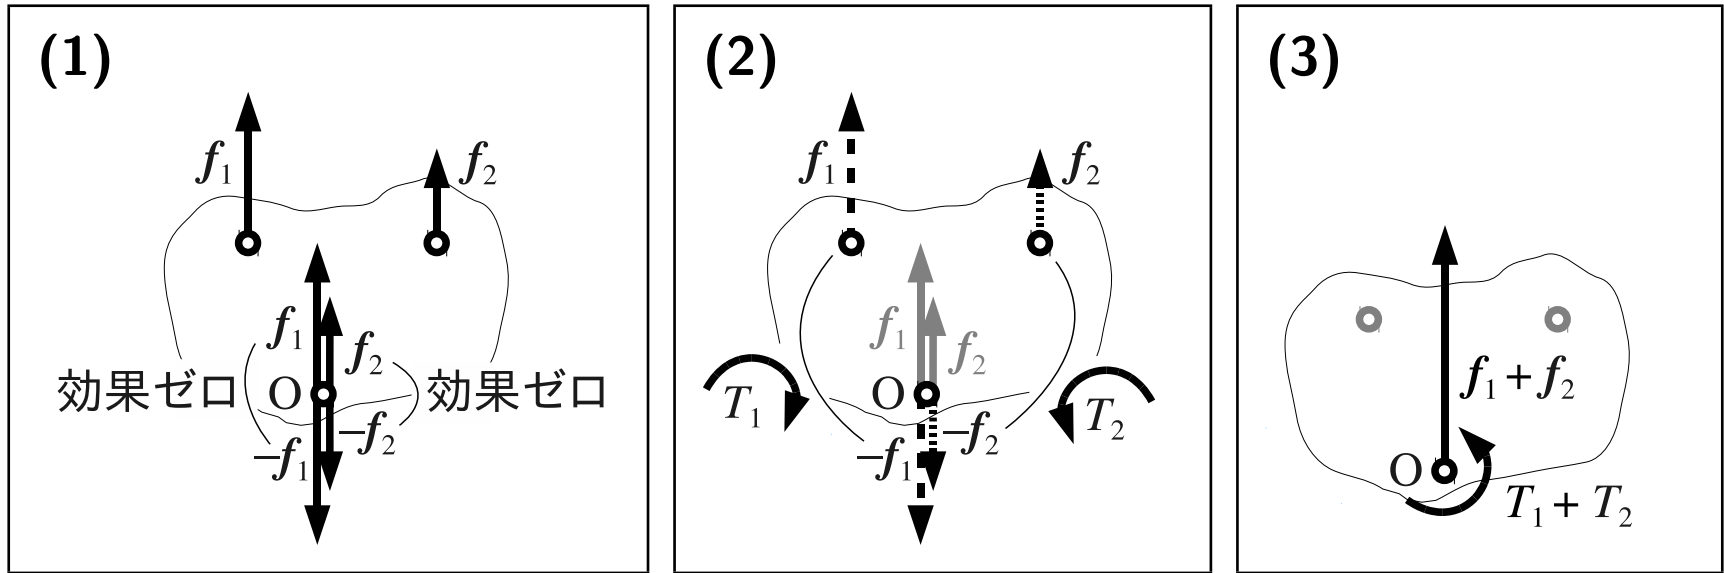 (1)
f₁
f₂
f₁
f₂
効果ゼロ
O
効果ゼロ
−f₂
−f₁
(2)
f₁
f₂
f₁
f₂
T₁
O
T₂
−f₂
−f₁
(3)
f₁ + f₂
O
T₁ + T₂